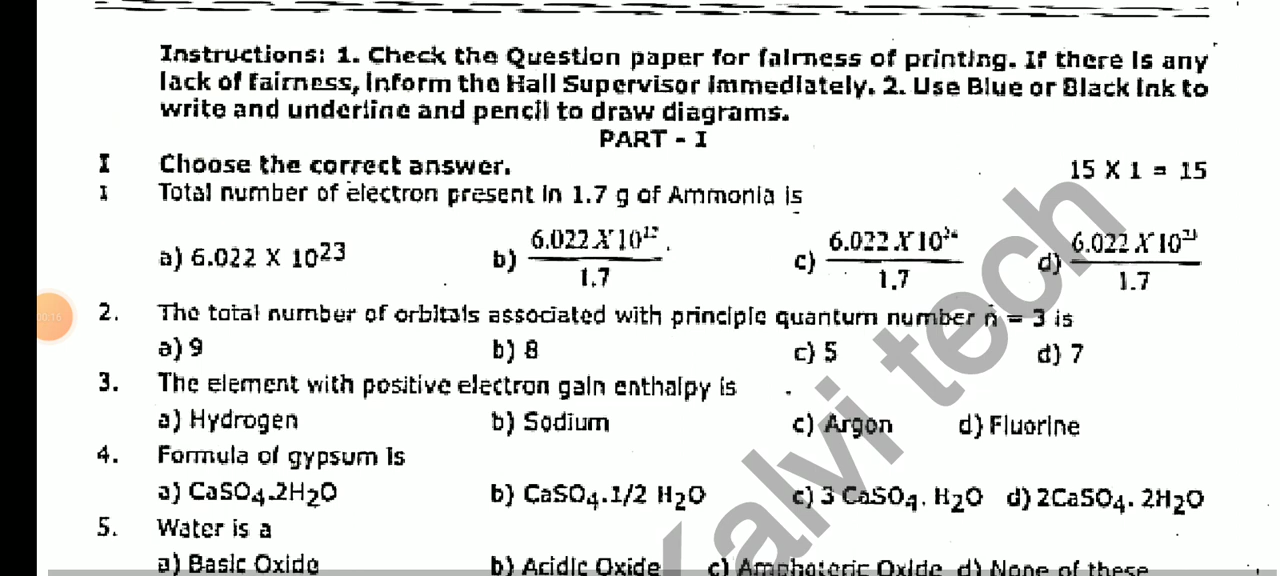 Instructions: 1. Check the Question paper for fairness of printing. If there is any
lack of fairness, inform the Hall Supervisor immediately. 2. Use Blue or Black ink to
write and underline and pencil to draw diagrams.
PART - I
I Choose the correct answer. 15 X 1 = 15
1 Total number of electron present in 1.7 g of Ammonia is
a) 6.022 X 10²³ b) 6.022 X 10 / 1.7 c) 6.022 X 10²⁴ / 1.7 d) 6.022 X 10 / 1.7
2. The total number of orbitals associated with principle quantum number n = 3 is
a) 9 b) 8 c) 5 d) 7
3. The element with positive electron gain enthalpy is
a) Hydrogen b) Sodium c) Argon d) Fluorine
4. Formula of gypsum is
a) CaSO₄.2H₂O b) CaSO₄.1/2 H₂O c) 3 CaSO₄. H₂O d) 2CaSO₄. 2H₂O
5. Water is a
a) Basic Oxide b) Acidic Oxide c) Amphoteric Oxide d) None of these
Kalvi tech
00:16